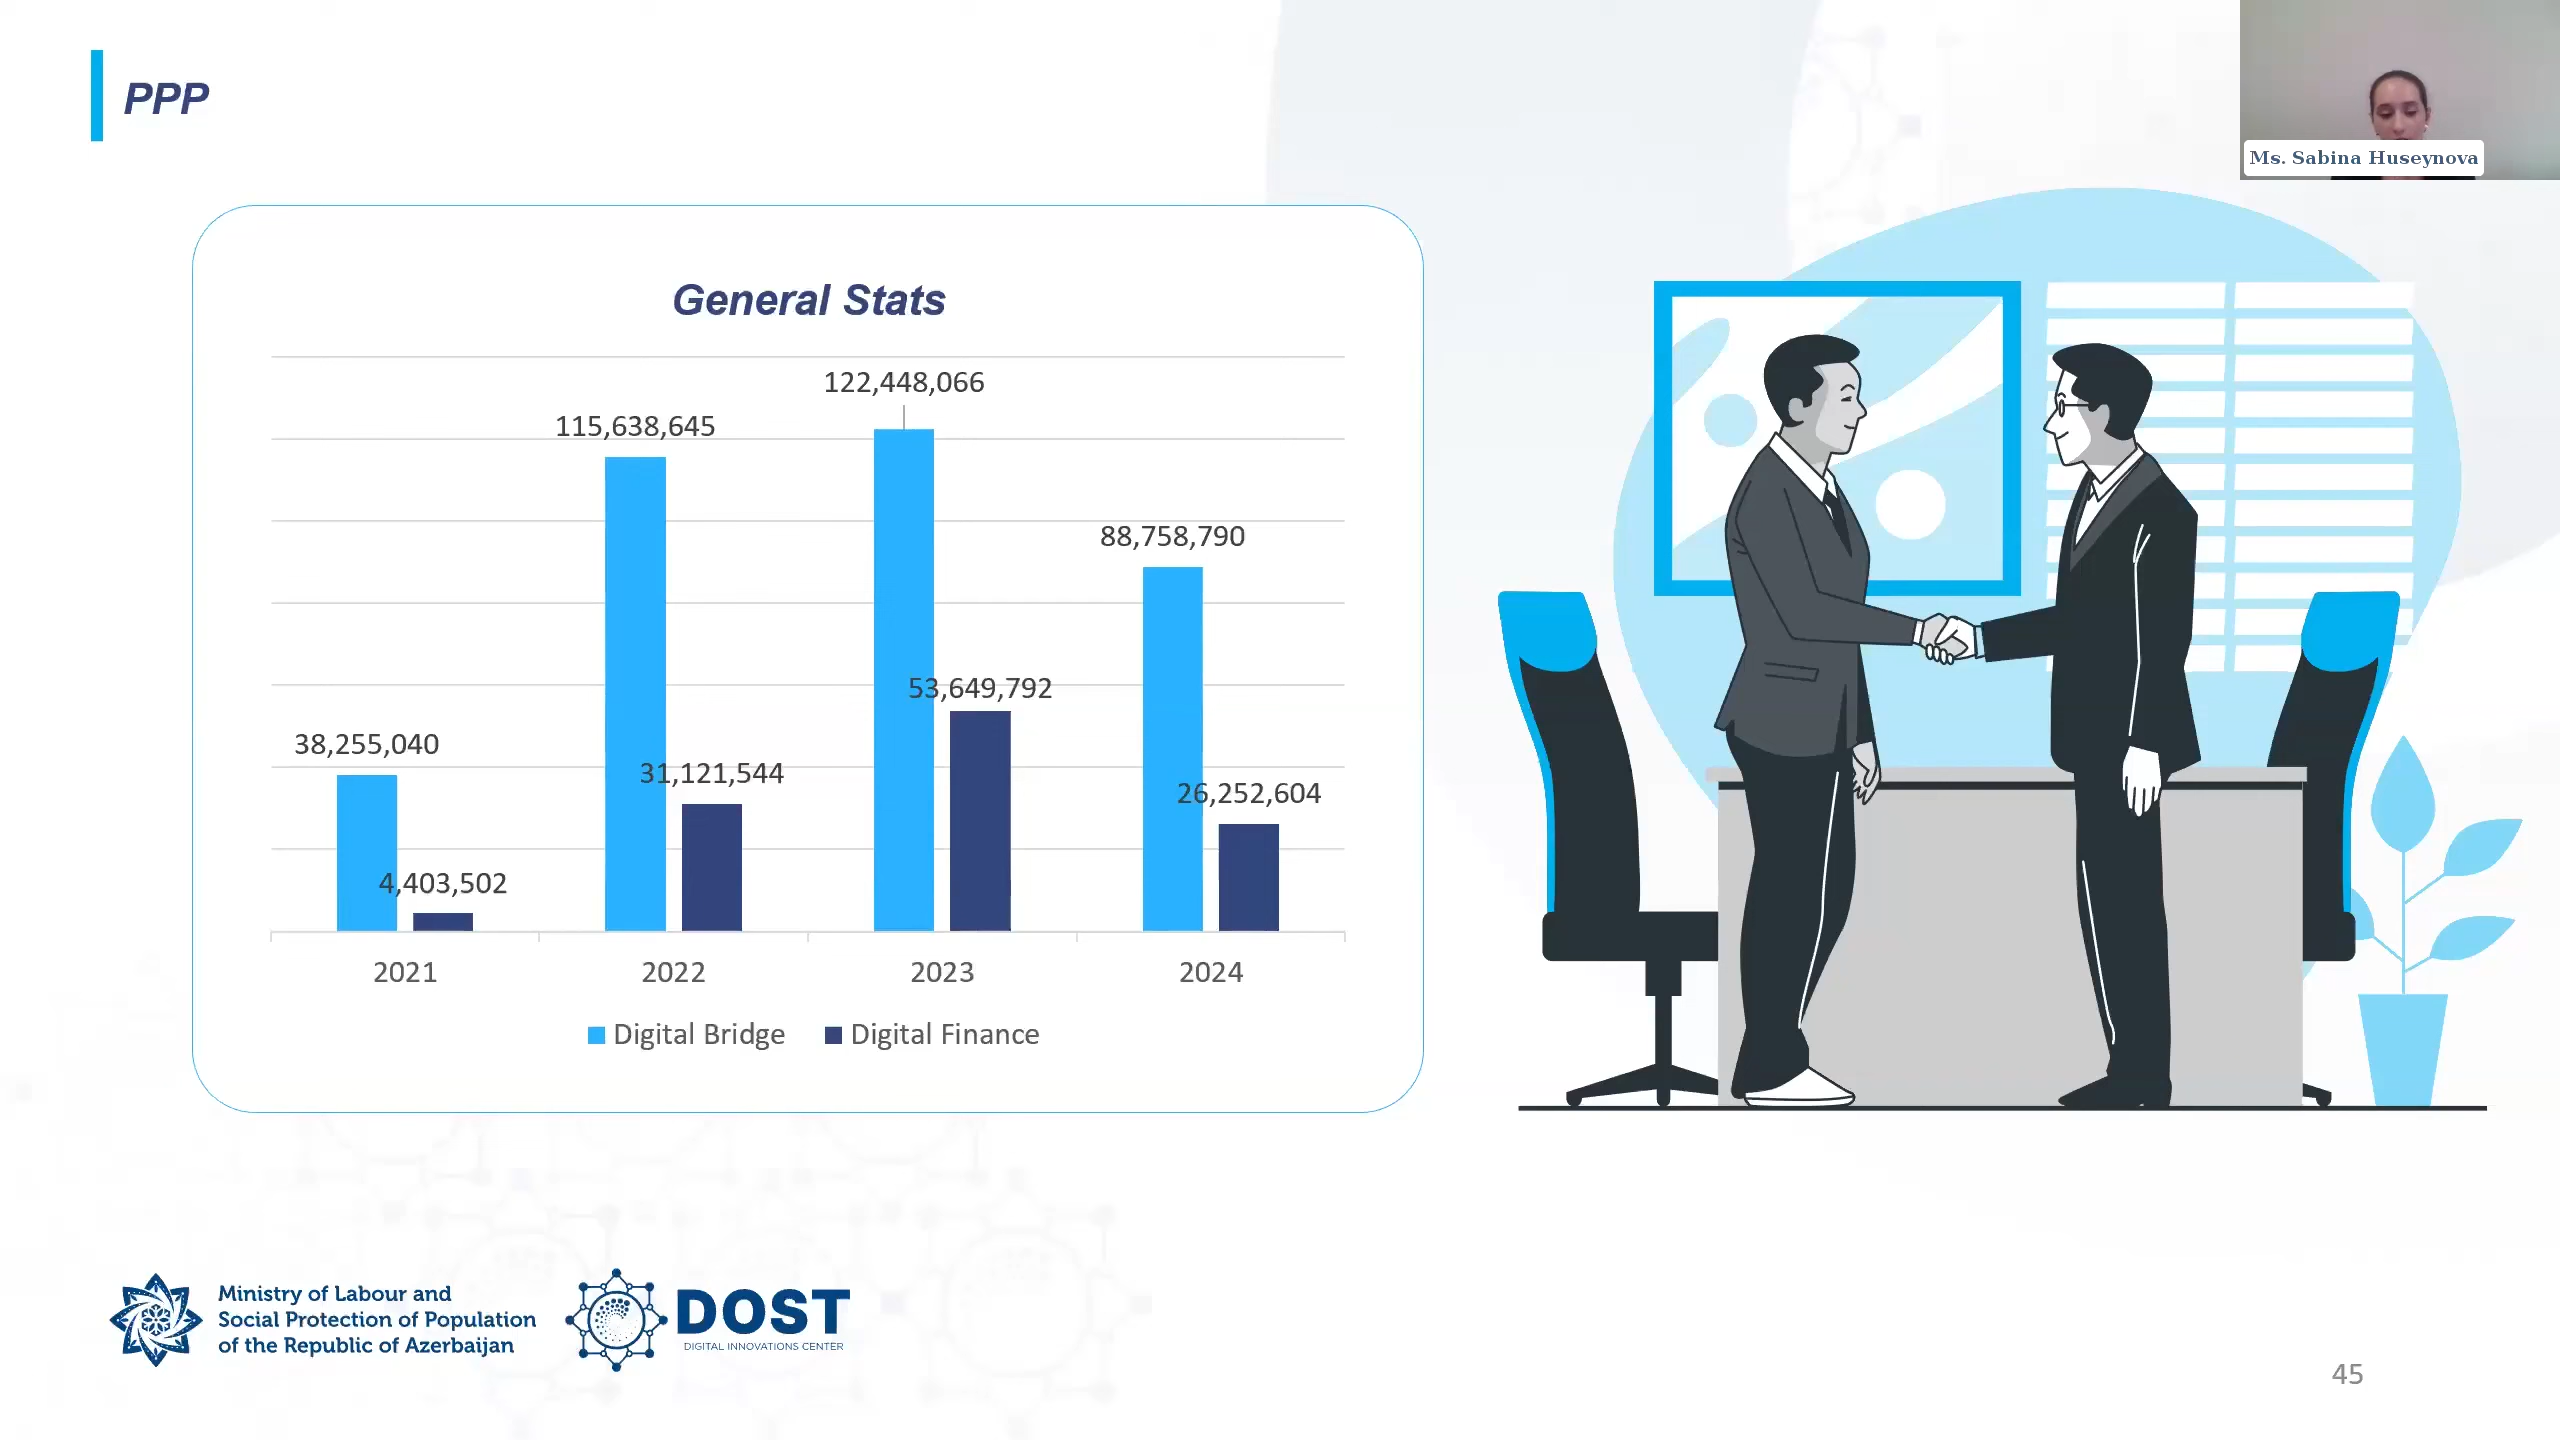 PPP
Ms. Sabina Huseynova
General Stats
122,448,066
115,638,645
88,758,790
53,649,792
38,255,040
31,121,544
26,252,604
4,403,502
2021
2022
2023
2024
Digital Bridge
Digital Finance
Ministry of Labour and
Social Protection of Population
of the Republic of Azerbaijan
DOST
DIGITAL INNOVATIONS CENTER
45